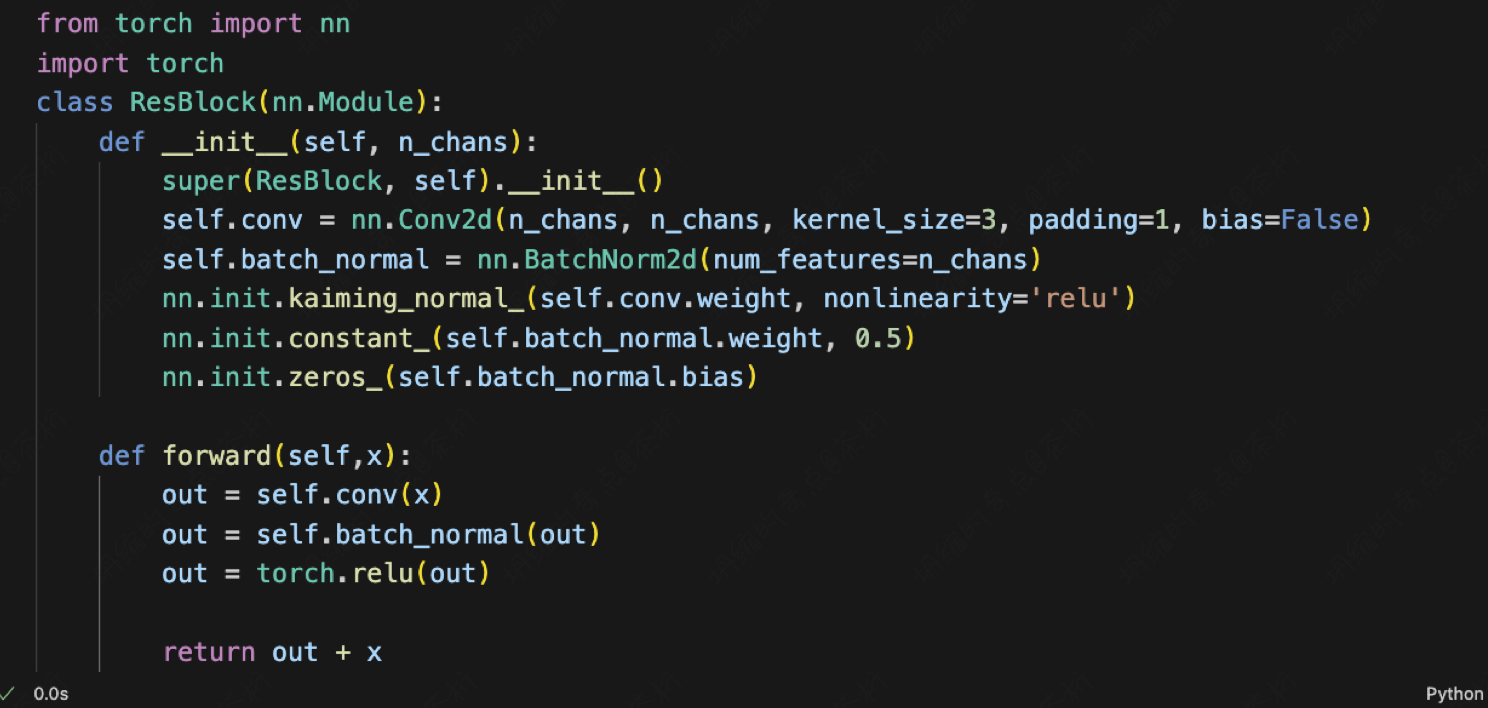 from torch import nn
import torch
class ResBlock(nn.Module):
    def __init__(self, n_chans):
        super(ResBlock, self).__init__()
        self.conv = nn.Conv2d(n_chans, n_chans, kernel_size=3, padding=1, bias=False)
        self.batch_normal = nn.BatchNorm2d(num_features=n_chans)
        nn.init.kaiming_normal_(self.conv.weight, nonlinearity='relu')
        nn.init.constant_(self.batch_normal.weight, 0.5)
        nn.init.zeros_(self.batch_normal.bias)

    def forward(self,x):
        out = self.conv(x)
        out = self.batch_normal(out)
        out = torch.relu(out)

        return out + x
0.0s
Python